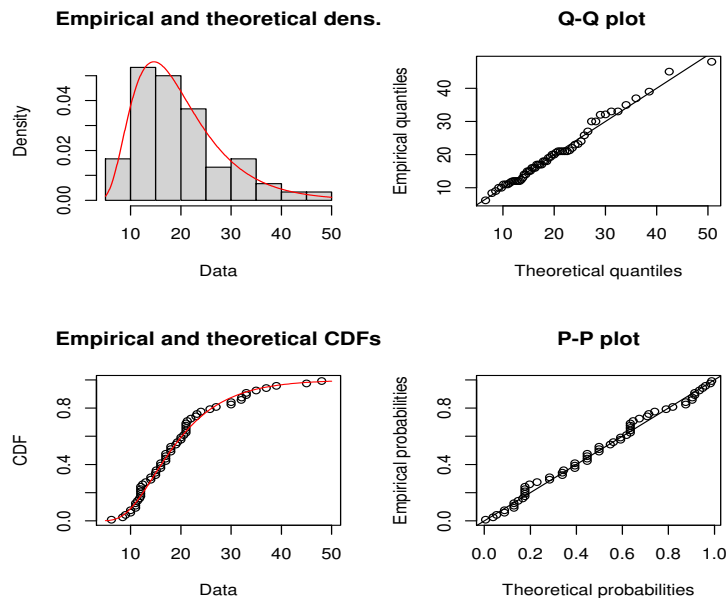 Empirical and theoretical dens.
Density
0.00 0.02 0.04
10 20 30 40 50
Data
Q-Q plot
Empirical quantiles
10 20 30 40
10 20 30 40 50
Theoretical quantiles
Empirical and theoretical CDFs
CDF
0.0 0.4 0.8
10 20 30 40 50
Data
P-P plot
Empirical probabilities
0.0 0.4 0.8
0.0 0.2 0.4 0.6 0.8 1.0
Theoretical probabilities